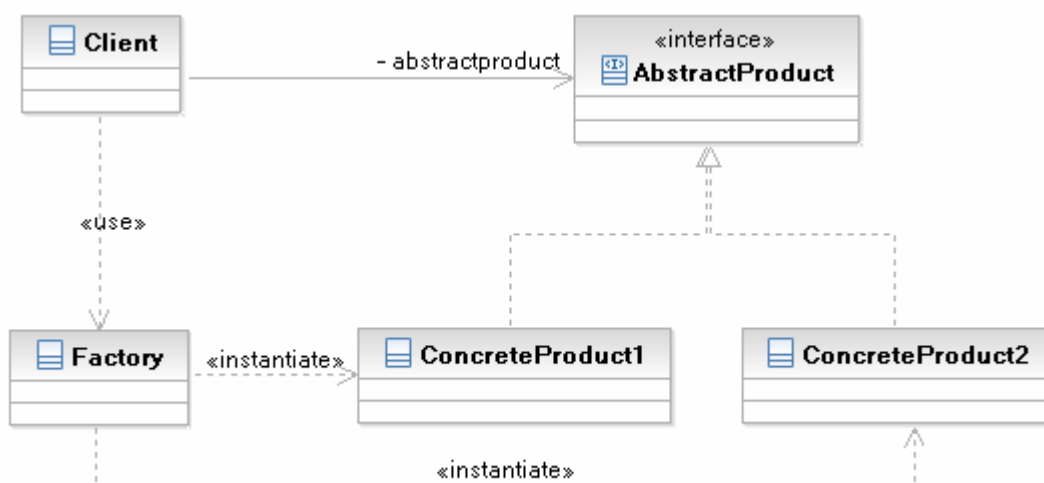 Client
- abstractproduct
«interface»
AbstractProduct
«use»
Factory
«instantiate»
ConcreteProduct1
ConcreteProduct2
«instantiate»